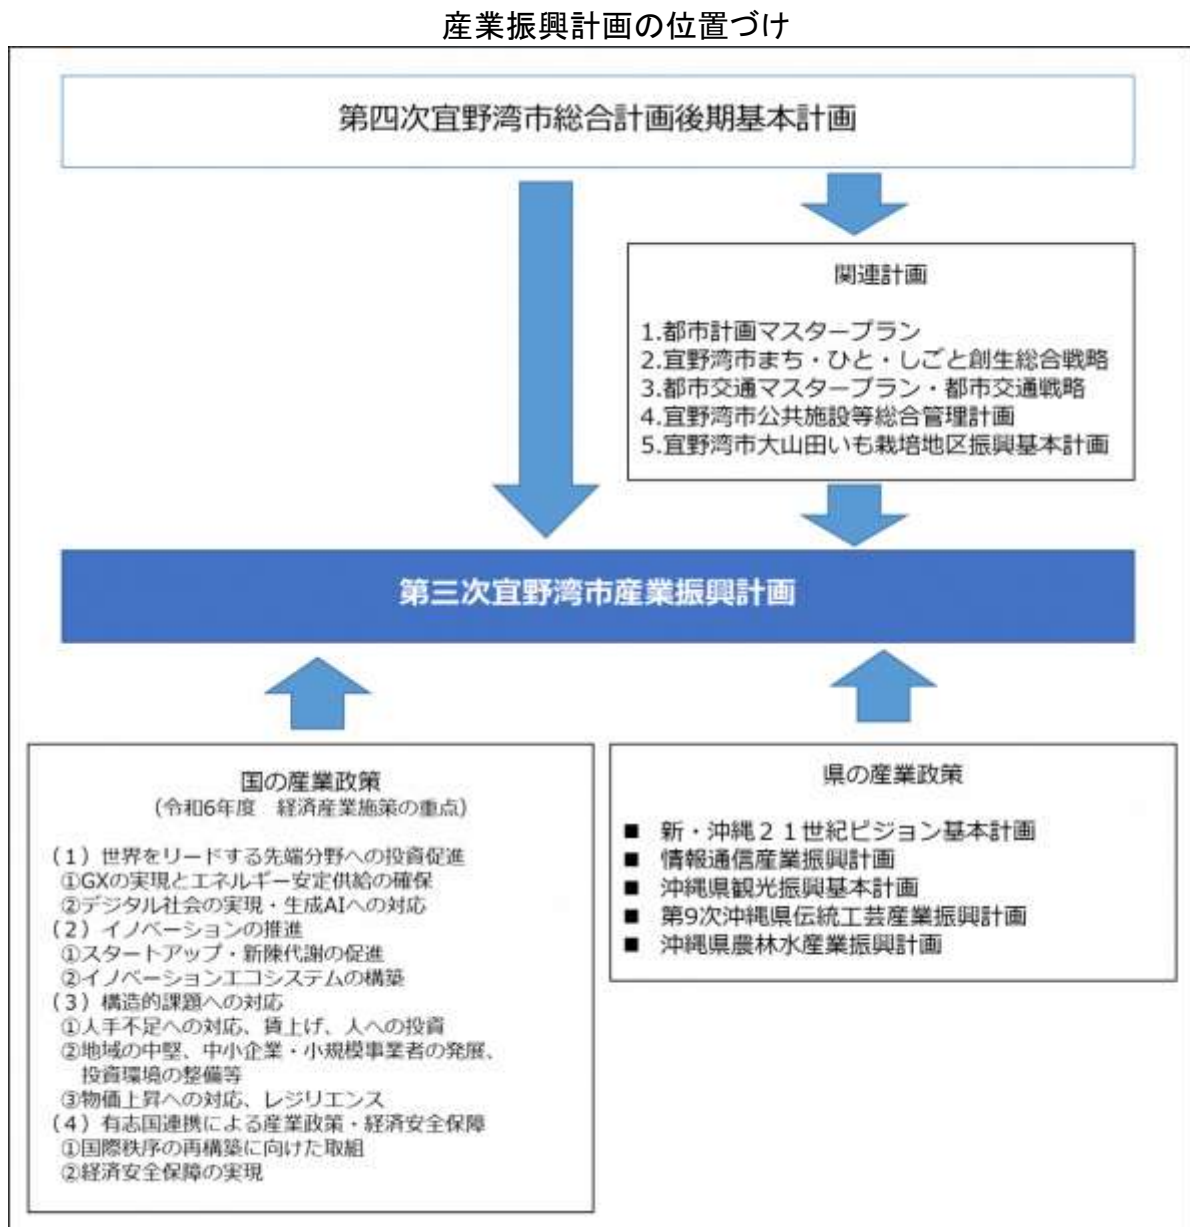 産業振興計画の位置づけ
第四次宜野湾市総合計画後期基本計画
関連計画
1.都市計画マスタープラン
2.宜野湾市まち・ひと・しごと創生総合戦略
3.都市交通マスタープラン・都市交通戦略
4.宜野湾市公共施設等総合管理計画
5.宜野湾市大山田いも栽培地区振興基本計画
第三次宜野湾市産業振興計画
国の産業政策
(令和6年度　経済産業施策の重点)
(1)世界をリードする先端分野への投資促進
①GXの実現とエネルギー安定供給の確保
②デジタル社会の実現・生成AIへの対応
(2)イノベーションの推進
①スタートアップ・新陳代謝の促進
②イノベーションエコシステムの構築
(3)構造的課題への対応
①人手不足への対応、賃上げ、人への投資
②地域の中堅、中小企業・小規模事業者の発展、
投資環境の整備等
③物価上昇への対応、レジリエンス
(4)有志国連携による産業政策・経済安全保障
①国際秩序の再構築に向けた取組
②経済安全保障の実現
県の産業政策
■ 新・沖縄２１世紀ビジョン基本計画
■ 情報通信産業振興計画
■ 沖縄県観光振興基本計画
■ 第9次沖縄県伝統工芸産業振興計画
■ 沖縄県農林水産業振興計画